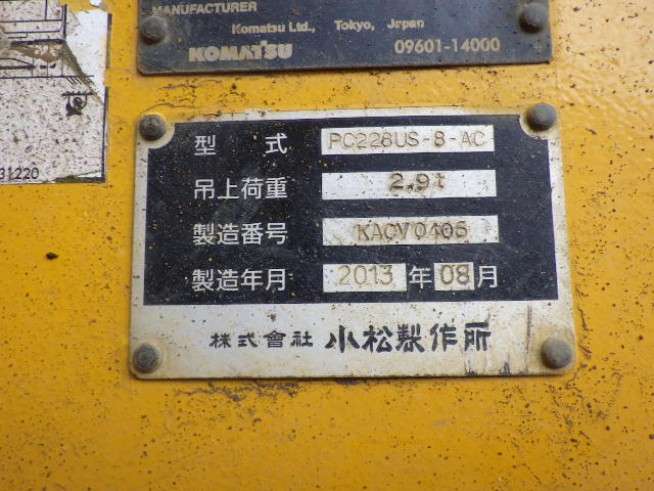 MANUFACTURER
Komatsu Ltd., Tokyo, Japan
KOMATSU 09601-14000
31220
型 式 PC228US-8-AC
吊上荷重 2.9t
製造番号 KACV0406
製造年月 2013年08月
株式會社 小松製作所